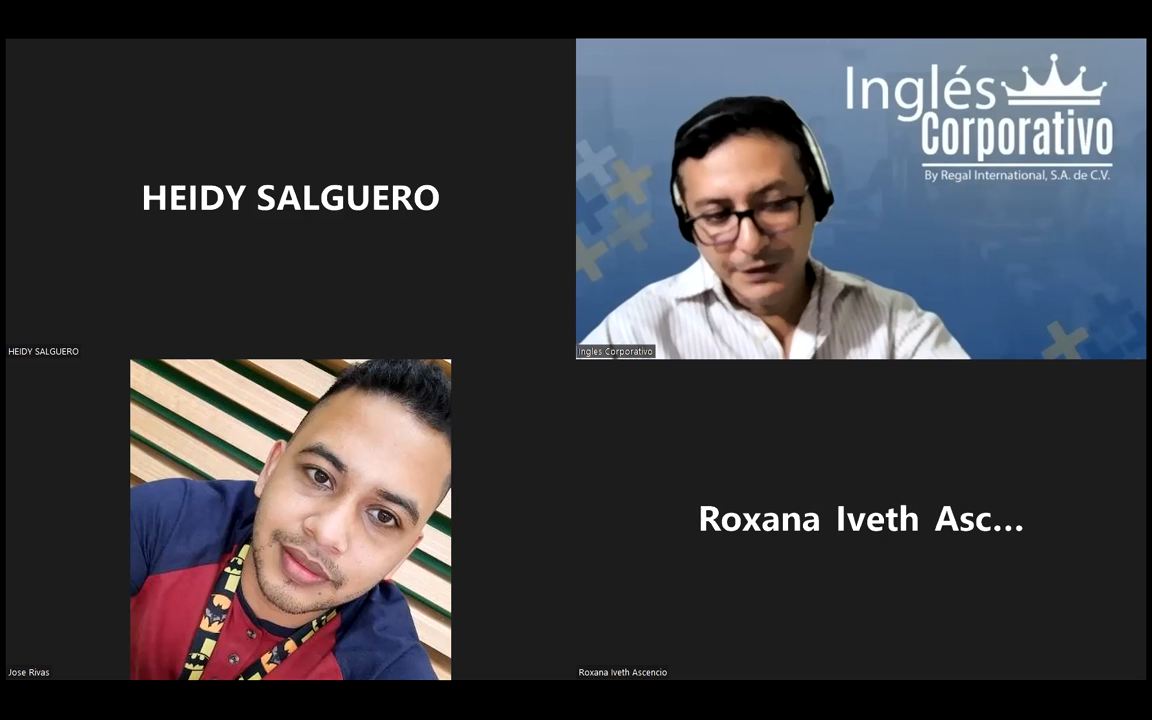 HEIDY SALGUERO
HEIDY SALGUERO
Inglés
Corporativo
By Regal International, S.A. de C.V.
Ingles Corporativo
Jose Rivas
Roxana Iveth Asc...
Roxana Iveth Ascencio